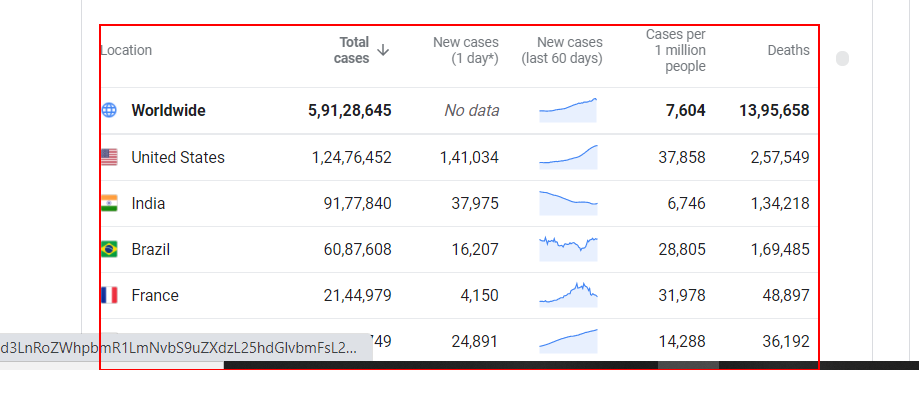 Location Total cases New cases (1 day*) New cases (last 60 days) Cases per 1 million people Deaths
Worldwide 5,91,28,645 No data 7,604 13,95,658
United States 1,24,76,452 1,41,034 37,858 2,57,549
India 91,77,840 37,975 6,746 1,34,218
Brazil 60,87,608 16,207 28,805 1,69,485
France 21,44,979 4,150 31,978 48,897
749 24,891 14,288 36,192
d3LnRoZWhpbmR1LmNvbS9uZXdzL25hdGlvbmFsL2...